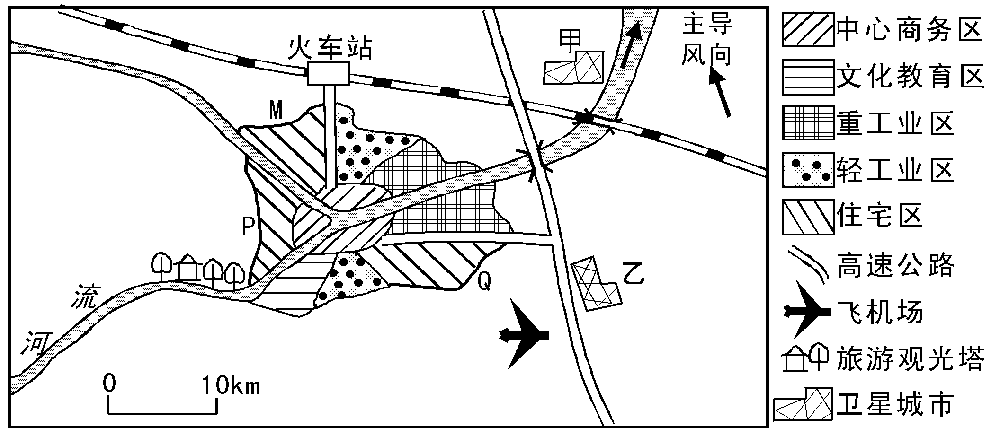 火车站
甲
主导
风向
M
P
Q
乙
流
河
0 10km
中心商务区
文化教育区
重工业区
轻工业区
住宅区
高速公路
飞机场
旅游观光塔
卫星城市